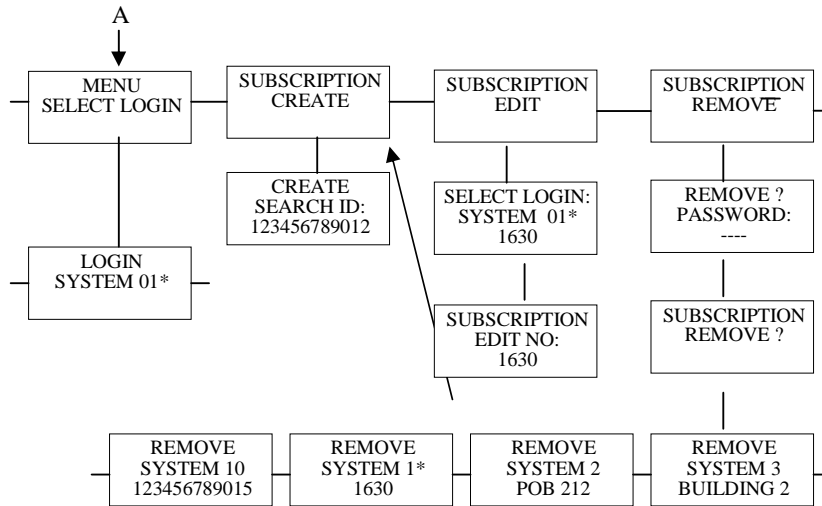 A
MENU
SELECT LOGIN
SUBSCRIPTION
CREATE
SUBSCRIPTION
EDIT
SUBSCRIPTION
REMOVE
CREATE
SEARCH ID:
123456789012
SELECT LOGIN:
SYSTEM 01*
1630
REMOVE ?
PASSWORD:
----
LOGIN
SYSTEM 01*
SUBSCRIPTION
EDIT NO:
1630
SUBSCRIPTION
REMOVE ?
REMOVE
SYSTEM 10
123456789015
REMOVE
SYSTEM 1*
1630
REMOVE
SYSTEM 2
POB 212
REMOVE
SYSTEM 3
BUILDING 2